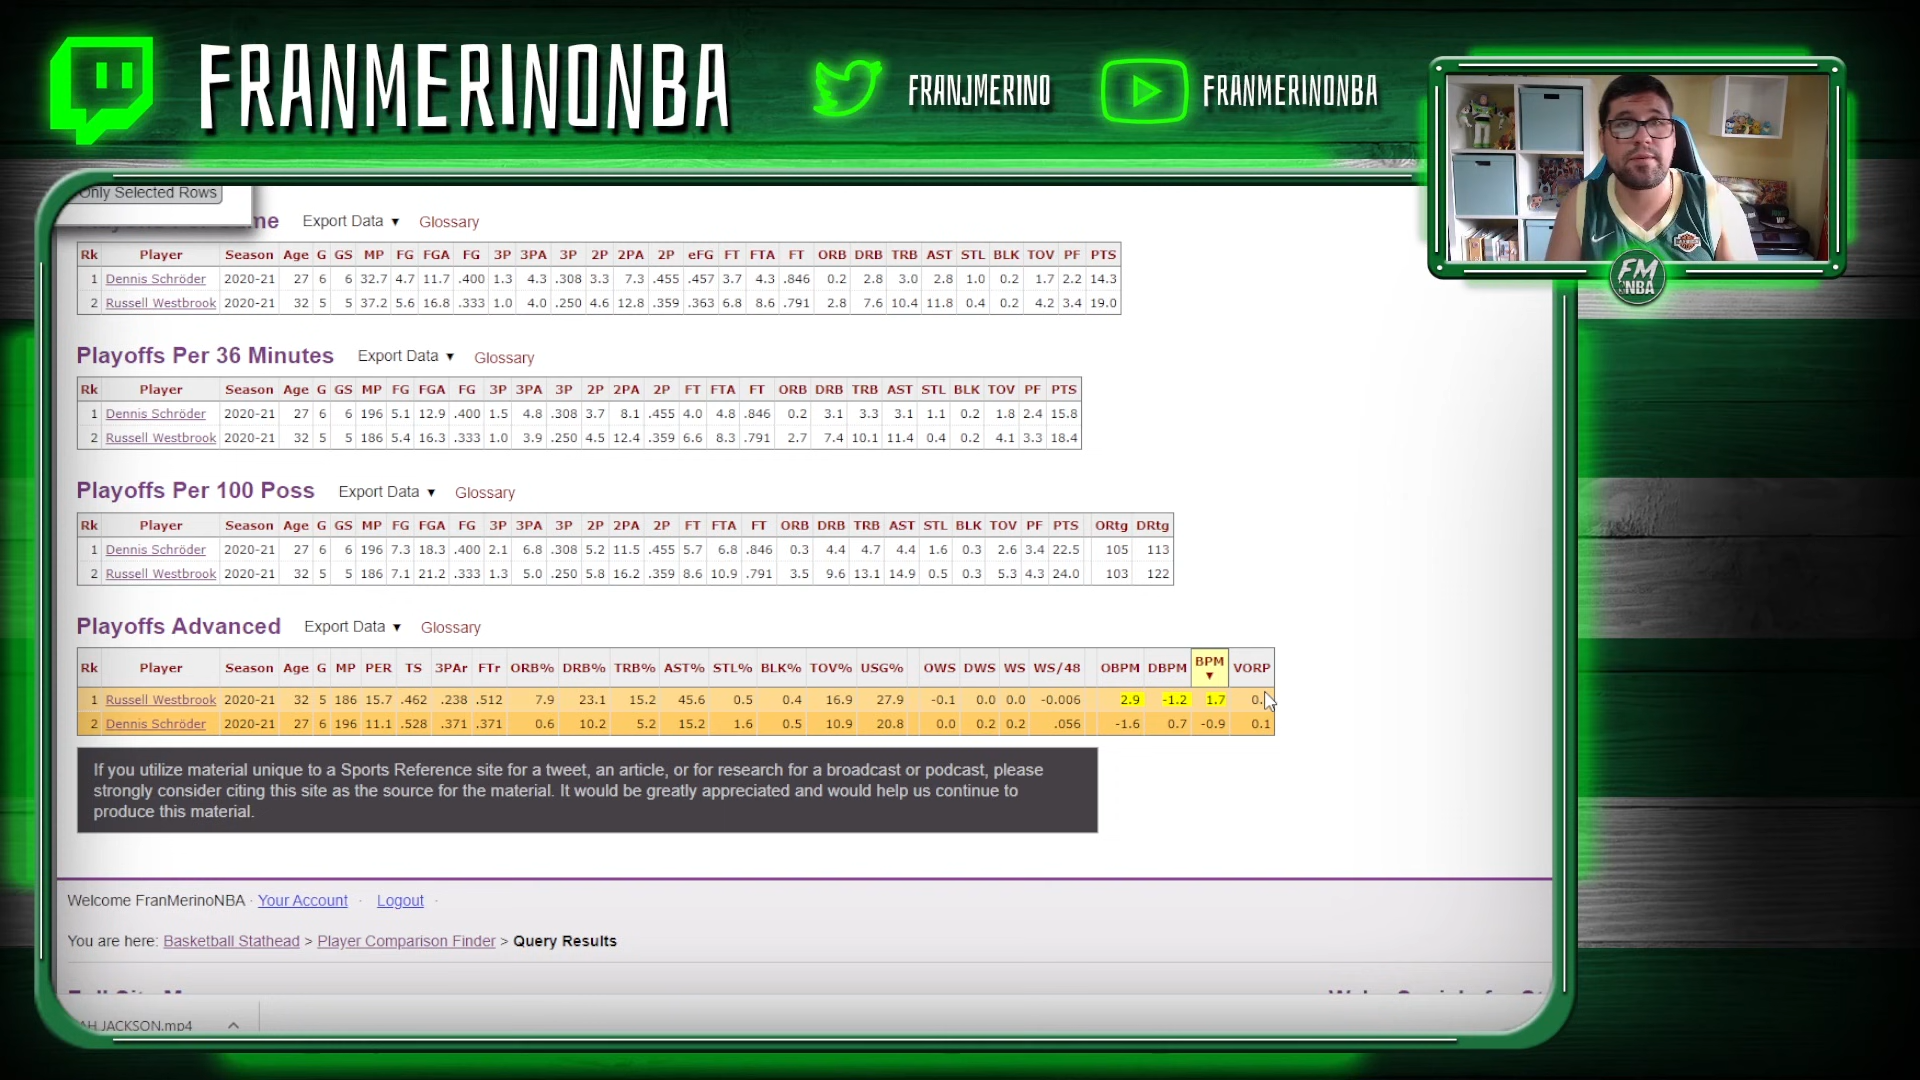 FRANMERINONBA
FRANJMERINO
FRANMERINONBA
FM NBA
Only Selected Rows
Export Data ▼ Glossary
Rk Player Season Age G GS MP FG FGA FG 3P 3PA 3P 2P 2PA 2P eFG FT FTA FT ORB DRB TRB AST STL BLK TOV PF PTS
1 Dennis Schröder 2020-21 27 6 6 32.7 4.7 11.7 .400 1.3 4.3 .308 3.3 7.3 .455 .457 3.7 4.3 .846 0.2 2.8 3.0 2.8 1.0 0.2 1.7 2.2 14.3
2 Russell Westbrook 2020-21 32 5 5 37.2 5.6 16.8 .333 1.0 4.0 .250 4.6 12.8 .359 .363 6.8 8.6 .791 2.8 7.6 10.4 11.8 0.4 0.2 4.2 3.4 19.0
Playoffs Per 36 Minutes Export Data ▼ Glossary
Rk Player Season Age G GS MP FG FGA FG 3P 3PA 3P 2P 2PA 2P FT FTA FT ORB DRB TRB AST STL BLK TOV PF PTS
1 Dennis Schröder 2020-21 27 6 6 196 5.1 12.9 .400 1.5 4.8 .308 3.7 8.1 .455 4.0 4.8 .846 0.2 3.1 3.3 3.1 1.1 0.2 1.8 2.4 15.8
2 Russell Westbrook 2020-21 32 5 5 186 5.4 16.3 .333 1.0 3.9 .250 4.5 12.4 .359 6.6 8.3 .791 2.7 7.4 10.1 11.4 0.4 0.2 4.1 3.3 18.4
Playoffs Per 100 Poss Export Data ▼ Glossary
Rk Player Season Age G GS MP FG FGA FG 3P 3PA 3P 2P 2PA 2P FT FTA FT ORB DRB TRB AST STL BLK TOV PF PTS ORtg DRtg
1 Dennis Schröder 2020-21 27 6 6 196 7.3 18.3 .400 2.1 6.8 .308 5.2 11.5 .455 5.7 6.8 .846 0.3 4.4 4.7 4.4 1.6 0.3 2.6 3.4 22.5 105 113
2 Russell Westbrook 2020-21 32 5 5 186 7.1 21.2 .333 1.3 5.0 .250 5.8 16.2 .359 8.6 10.9 .791 3.5 9.6 13.1 14.9 0.5 0.3 5.3 4.3 24.0 103 122
Playoffs Advanced Export Data ▼ Glossary
Rk Player Season Age G MP PER TS 3PAr FTr ORB% DRB% TRB% AST% STL% BLK% TOV% USG% OWS DWS WS WS/48 OBPM DBPM BPM ▼ VORP
1 Russell Westbrook 2020-21 32 5 186 15.7 .462 .238 .512 7.9 23.1 15.2 45.6 0.5 0.4 16.9 27.9 -0.1 0.0 0.0 -0.006 2.9 -1.2 1.7
2 Dennis Schröder 2020-21 27 6 196 11.1 .528 .371 .371 0.6 10.2 5.2 15.2 1.6 0.5 10.9 20.8 0.0 0.2 0.2 .056 -1.6 0.7 -0.9 0.1
If you utilize material unique to a Sports Reference site for a tweet, an article, or for research for a broadcast or podcast, please
strongly consider citing this site as the source for the material. It would be greatly appreciated and would help us continue to
produce this material.
Welcome FranMerinoNBA · Your Account · Logout ·
You are here: Basketball Stathead > Player Comparison Finder > Query Results
JACKSON.mp4